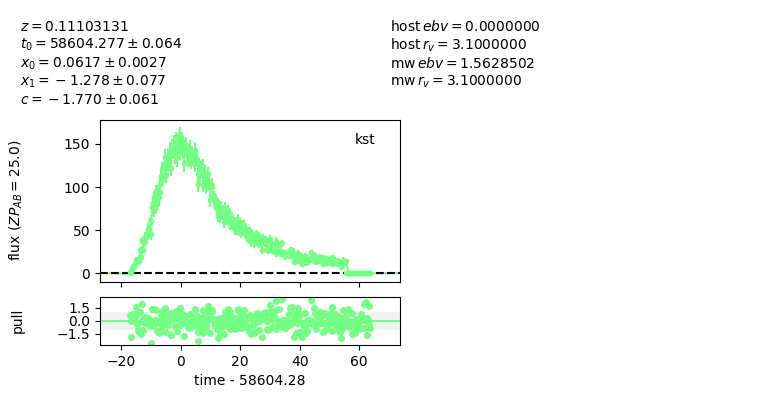 z = 0.11103131
t₀ = 58604.277 ± 0.064
x₀ = 0.0617 ± 0.0027
x₁ = −1.278 ± 0.077
c = −1.770 ± 0.061
host ebv = 0.0000000
host r_v = 3.1000000
mw ebv = 1.5628502
mw r_v = 3.1000000
kst
flux (ZP_AB = 25.0)
150
100
50
0
pull
1.5
0.0
−1.5
−20 0 20 40 60
time - 58604.28